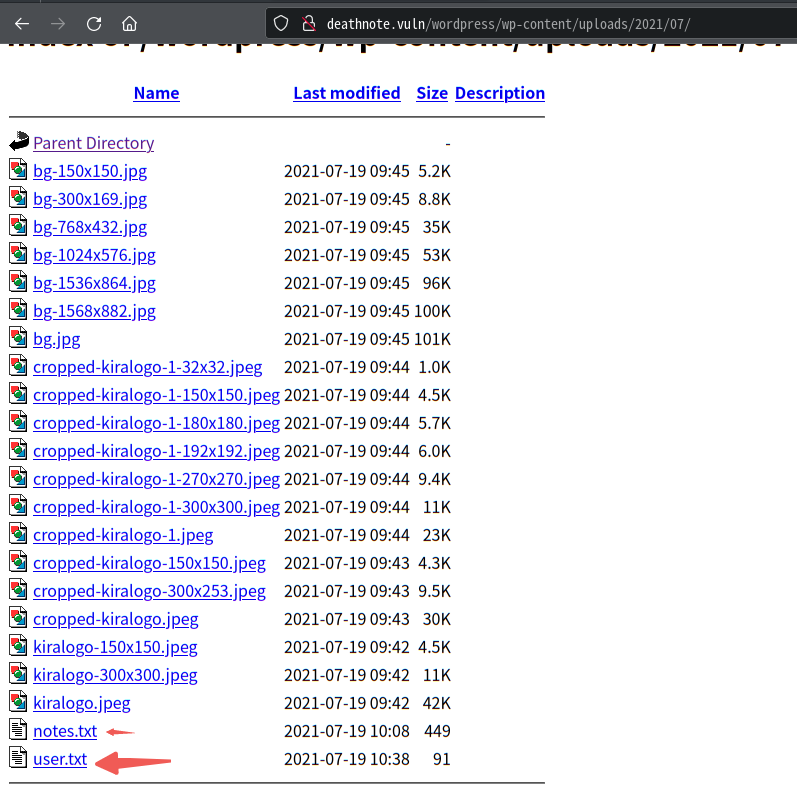 deathnote.vuln/wordpress/wp-content/uploads/2021/07/
Index of /wordpress/wp-content/uploads/2021/07
Name Last modified Size Description
Parent Directory -
bg-150x150.jpg 2021-07-19 09:45 5.2K
bg-300x169.jpg 2021-07-19 09:45 8.8K
bg-768x432.jpg 2021-07-19 09:45 35K
bg-1024x576.jpg 2021-07-19 09:45 53K
bg-1536x864.jpg 2021-07-19 09:45 96K
bg-1568x882.jpg 2021-07-19 09:45 100K
bg.jpg 2021-07-19 09:45 101K
cropped-kiralogo-1-32x32.jpeg 2021-07-19 09:44 1.0K
cropped-kiralogo-1-150x150.jpeg 2021-07-19 09:44 4.5K
cropped-kiralogo-1-180x180.jpeg 2021-07-19 09:44 5.7K
cropped-kiralogo-1-192x192.jpeg 2021-07-19 09:44 6.0K
cropped-kiralogo-1-270x270.jpeg 2021-07-19 09:44 9.4K
cropped-kiralogo-1-300x300.jpeg 2021-07-19 09:44 11K
cropped-kiralogo-1.jpeg 2021-07-19 09:44 23K
cropped-kiralogo-150x150.jpeg 2021-07-19 09:43 4.3K
cropped-kiralogo-300x253.jpeg 2021-07-19 09:43 9.5K
cropped-kiralogo.jpeg 2021-07-19 09:43 30K
kiralogo-150x150.jpeg 2021-07-19 09:42 4.5K
kiralogo-300x300.jpeg 2021-07-19 09:42 11K
kiralogo.jpeg 2021-07-19 09:42 42K
notes.txt 2021-07-19 10:08 449
user.txt 2021-07-19 10:38 91